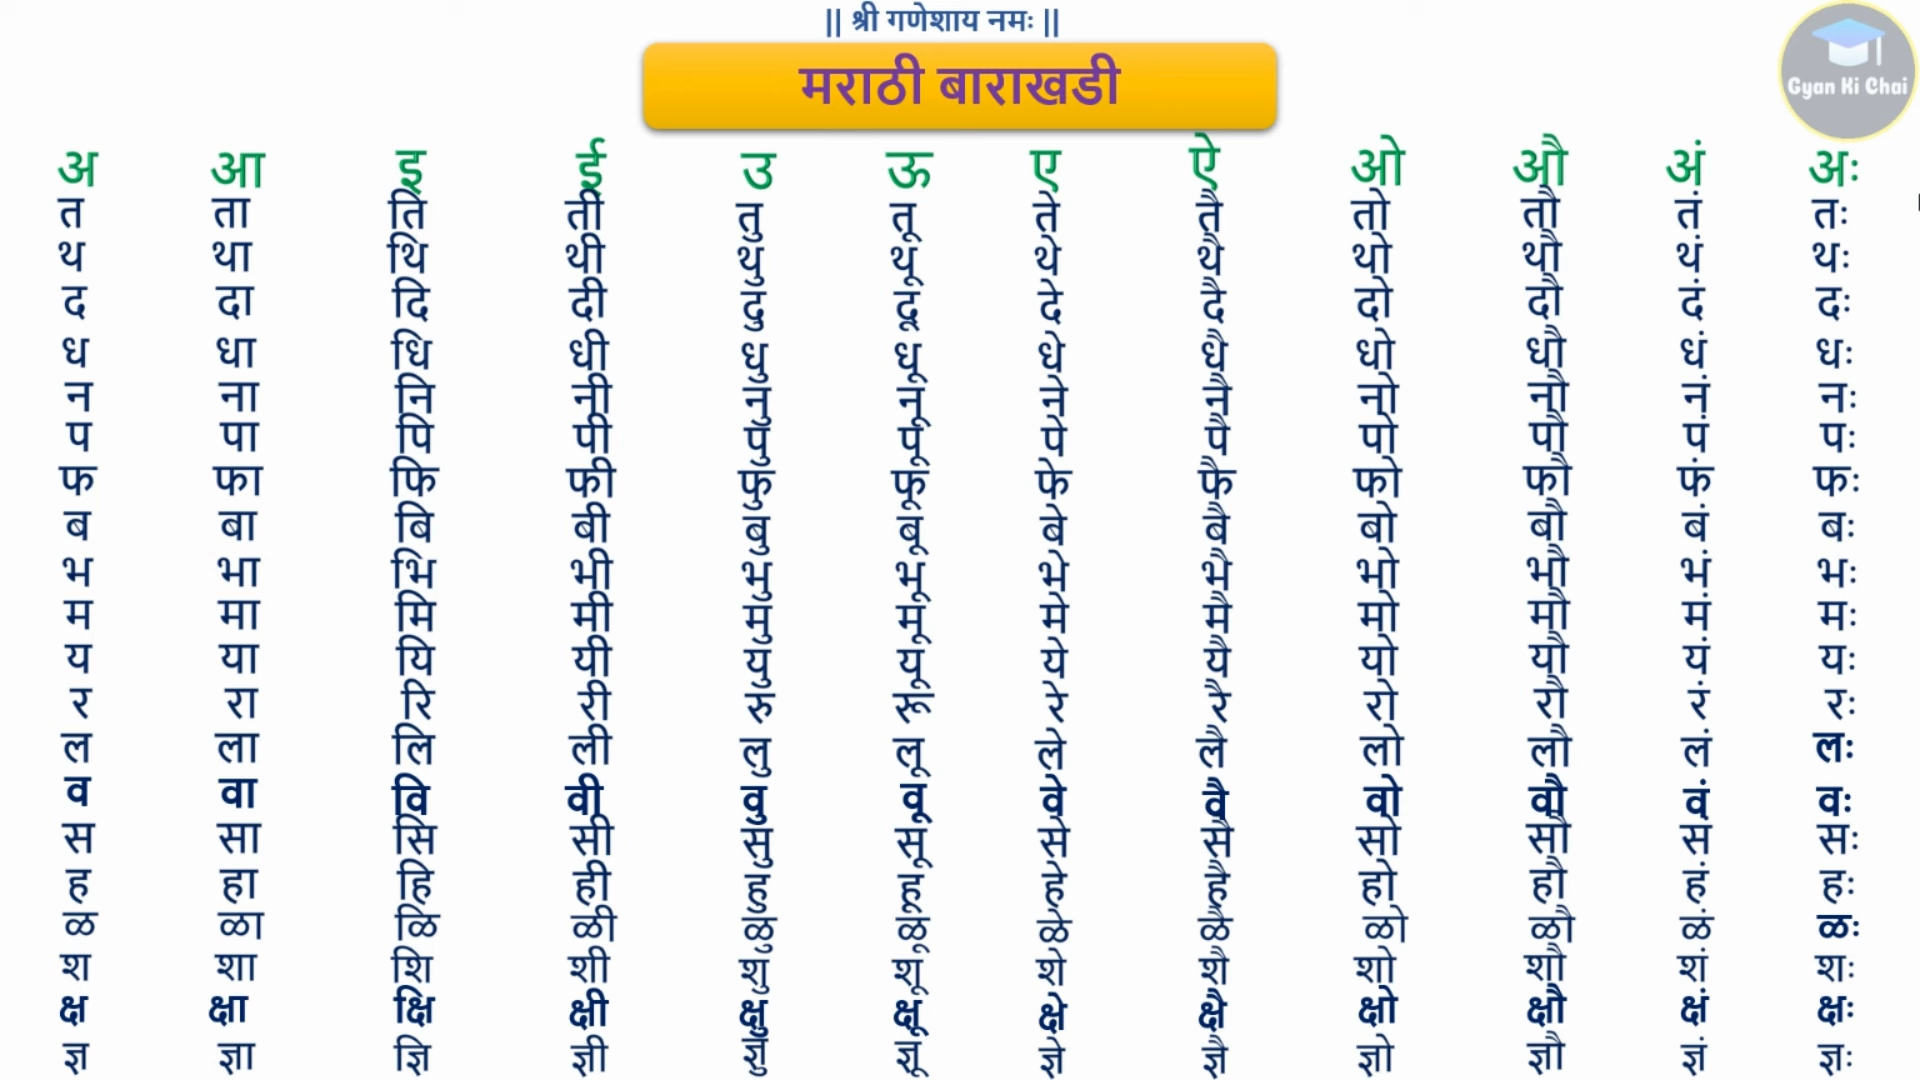 || श्री गणेशाय नमः ||
मराठी बाराखडी
Gyan Ki Chai
अ आ इ ई उ ऊ ए ऐ ओ औ अं अः
त ता ति ती तु तू ते तै तो तौ तं तः
थ था थि थी थु थू थे थै थो थौ थं थः
द दा दि दी दु दू दे दै दो दौ दं दः
ध धा धि धी धु धू धे धै धो धौ धं धः
न ना नि नी नु नू ने नै नो नौ नं नः
प पा पि पी पु पू पे पै पो पौ पं पः
फ फा फि फी फु फू फे फै फो फौ फं फः
ब बा बि बी बु बू बे बै बो बौ बं बः
भ भा भि भी भु भू भे भै भो भौ भं भः
म मा मि मी मु मू मे मै मो मौ मं मः
य या यि यी यु यू ये यै यो यौ यं यः
र रा रि री रु रू रे रै रो रौ रं रः
ल ला लि ली लु लू ले लै लो लौ लं लः
व वा वि वी वु वू वे वै वो वौ वं वः
स सा सि सी सु सू से सै सो सौ सं सः
ह हा हि ही हु हू हे है हो हौ हं हः
ळ ळा ळि ळी ळु ळू ळे ळै ळो ळौ ळं ळः
श शा शि शी शु शू शे शै शो शौ शं शः
क्ष क्षा क्षि क्षी क्षु क्षू क्षे क्षै क्षो क्षौ क्षं क्षः
ज्ञ ज्ञा ज्ञि ज्ञी ज्ञु ज्ञू ज्ञे ज्ञै ज्ञो ज्ञौ ज्ञं ज्ञः